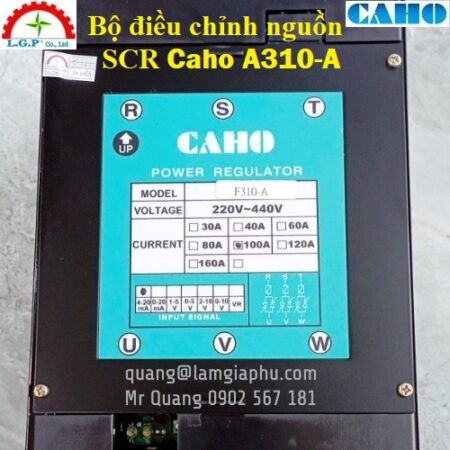 L.G.P
Bộ điều chỉnh nguồn
SCR Caho A310-A
CAHO
R S T
UP
CAHO
POWER REGULATOR
MODEL F310-A
VOLTAGE 220V~440V
CURRENT
30A 40A 60A
80A 100A 120A
160A
4-20 mA 0-20 mA 1-5 V 0-5 V 2-10 V 0-10 V VR
INPUT SIGNAL
R S T
U V W
U V W
quang@lamgiaphu.com
Mr Quang 0902 567 181